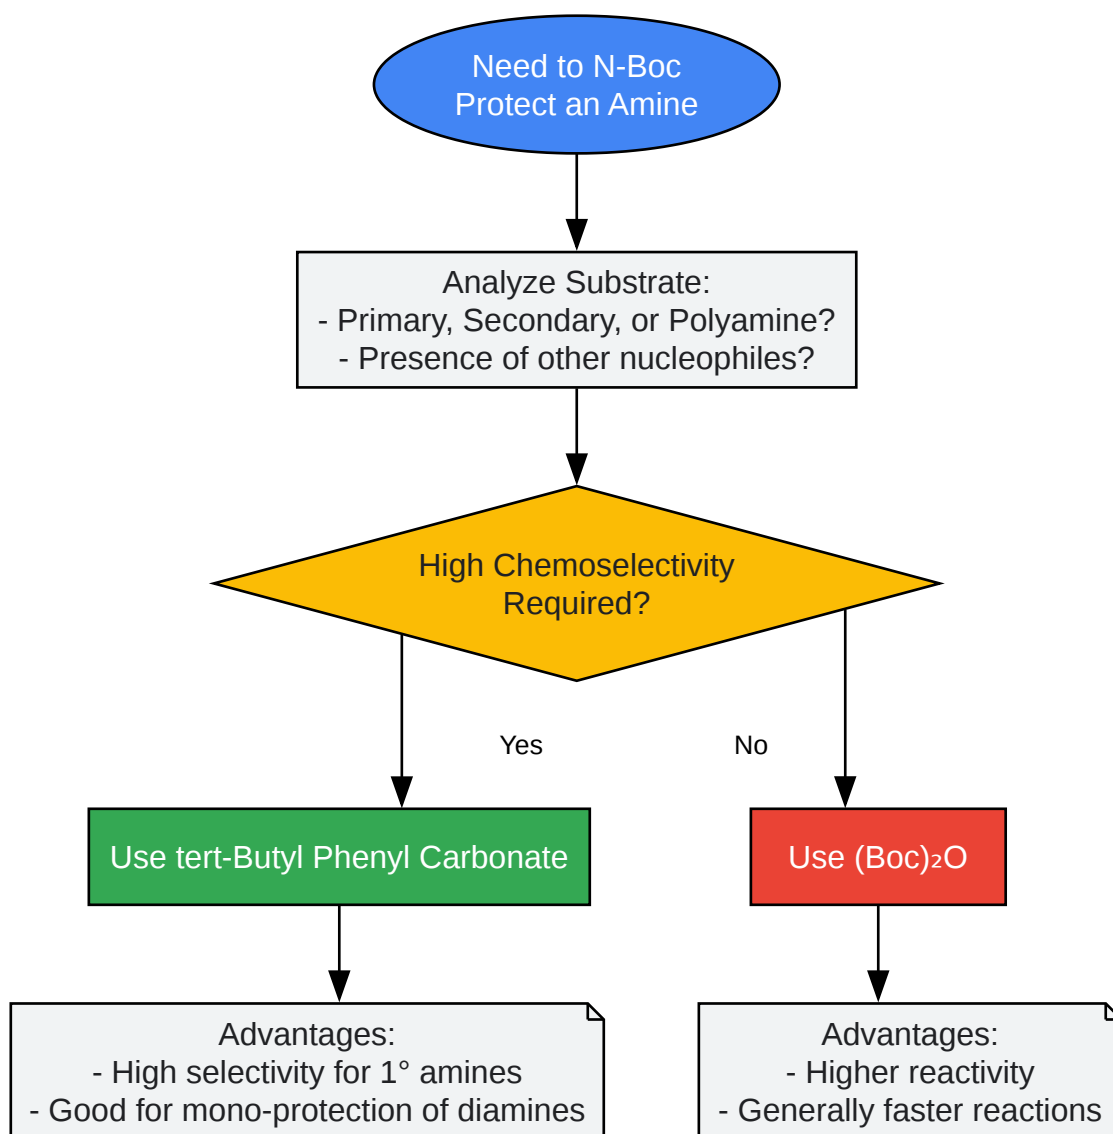 Need to N-Boc
Protect an Amine
Analyze Substrate:
- Primary, Secondary, or Polyamine?
- Presence of other nucleophiles?
High Chemoselectivity
Required?
Yes
No
Use tert-Butyl Phenyl Carbonate
Use (Boc)₂O
Advantages:
- High selectivity for 1° amines
- Good for mono-protection of diamines
Advantages:
- Higher reactivity
- Generally faster reactions